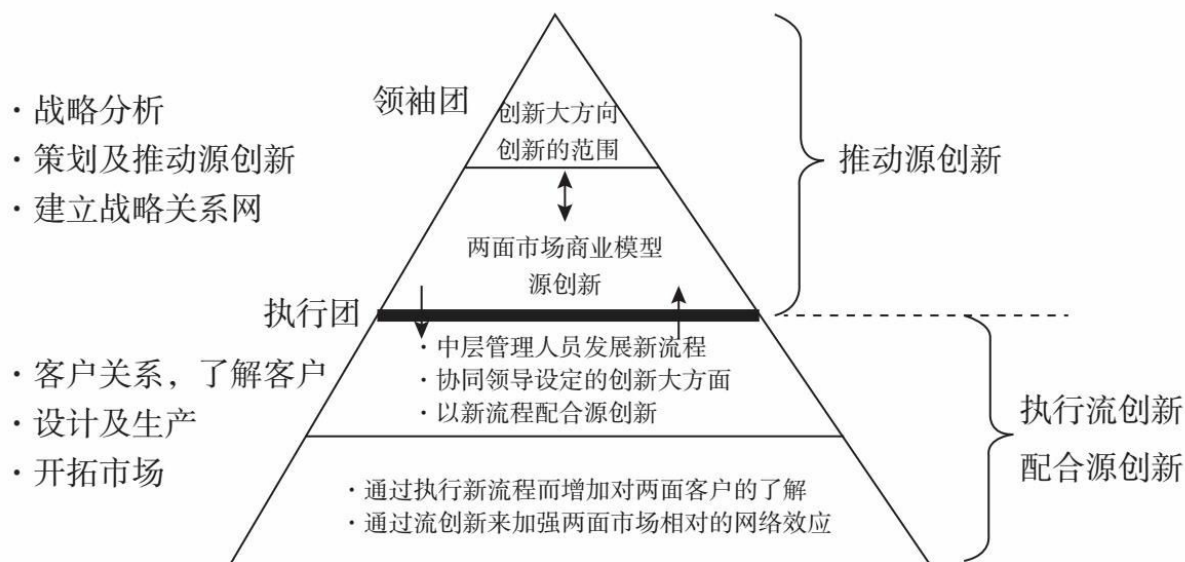 领袖团
创新大方向
创新的范围
· 战略分析
· 策划及推动源创新
· 建立战略关系网
推动源创新
两面市场商业模型
源创新
执行团
· 中层管理人员发展新流程
· 协同领导设定的创新大方面
· 以新流程配合源创新
· 客户关系，了解客户
· 设计及生产
· 开拓市场
执行流创新
配合源创新
· 通过执行新流程而增加对两面客户的了解
· 通过流创新来加强两面市场相对的网络效应